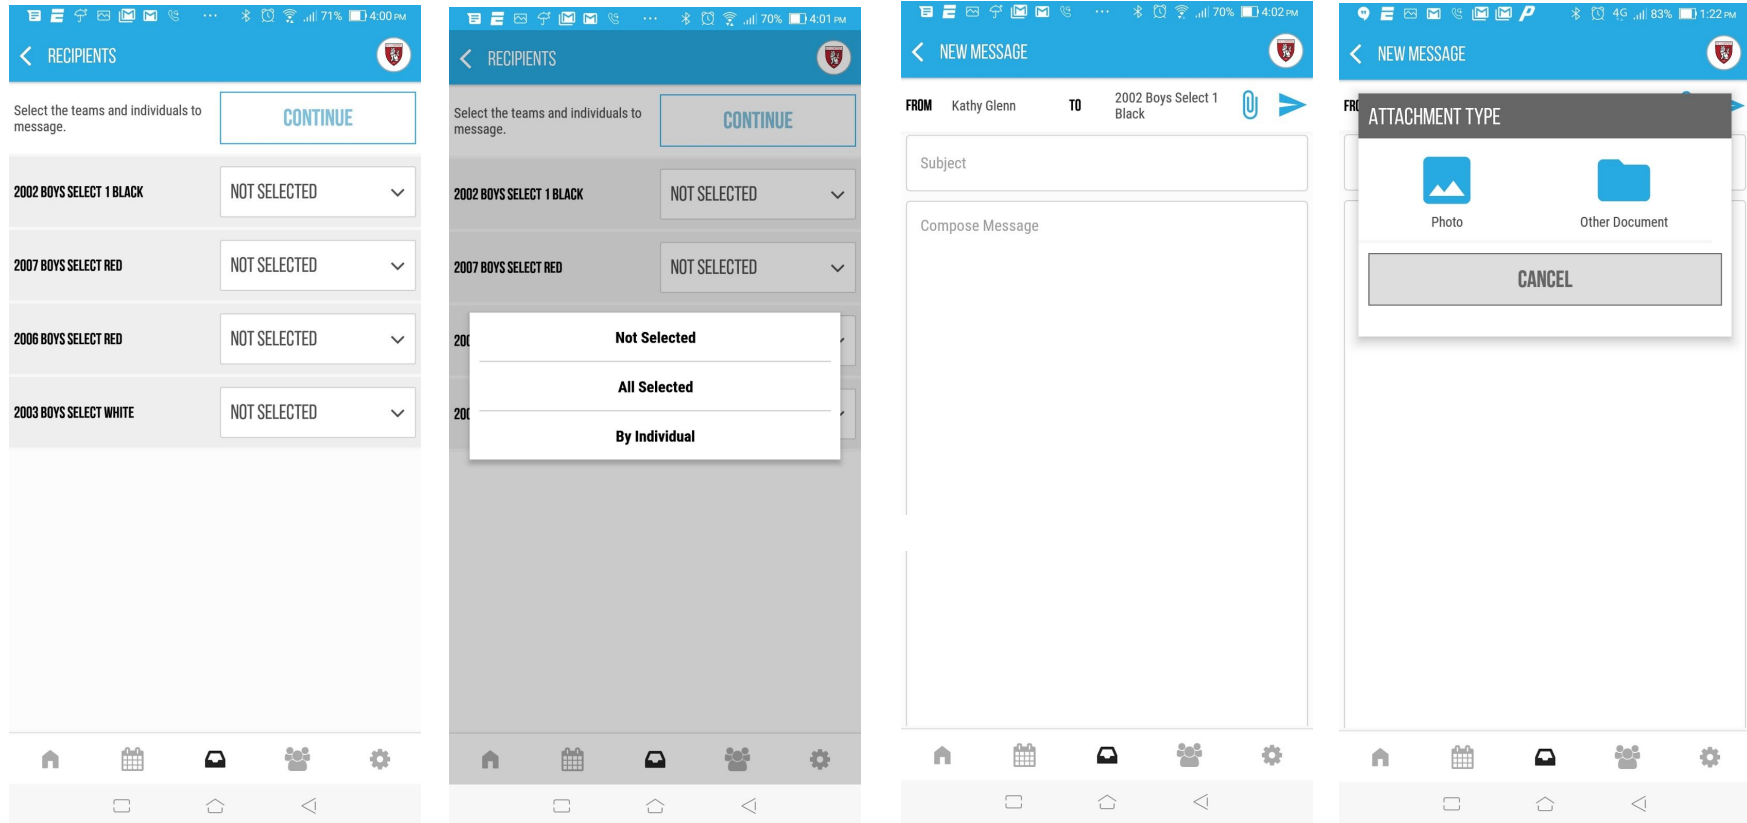 71% 4:00 PM
RECIPIENTS
Select the teams and individuals to
message.
CONTINUE
2002 BOYS SELECT 1 BLACK
NOT SELECTED
2007 BOYS SELECT RED
NOT SELECTED
2006 BOYS SELECT RED
NOT SELECTED
2003 BOYS SELECT WHITE
NOT SELECTED
70% 4:01 PM
RECIPIENTS
Select the teams and individuals to
message.
CONTINUE
2002 BOYS SELECT 1 BLACK
NOT SELECTED
2007 BOYS SELECT RED
NOT SELECTED
200
Not Selected
All Selected
200
By Individual
70% 4:02 PM
NEW MESSAGE
FROM Kathy Glenn TO 2002 Boys Select 1
Black
Subject
Compose Message
4G 83% 1:22 PM
NEW MESSAGE
FRO
ATTACHMENT TYPE
Photo
Other Document
CANCEL